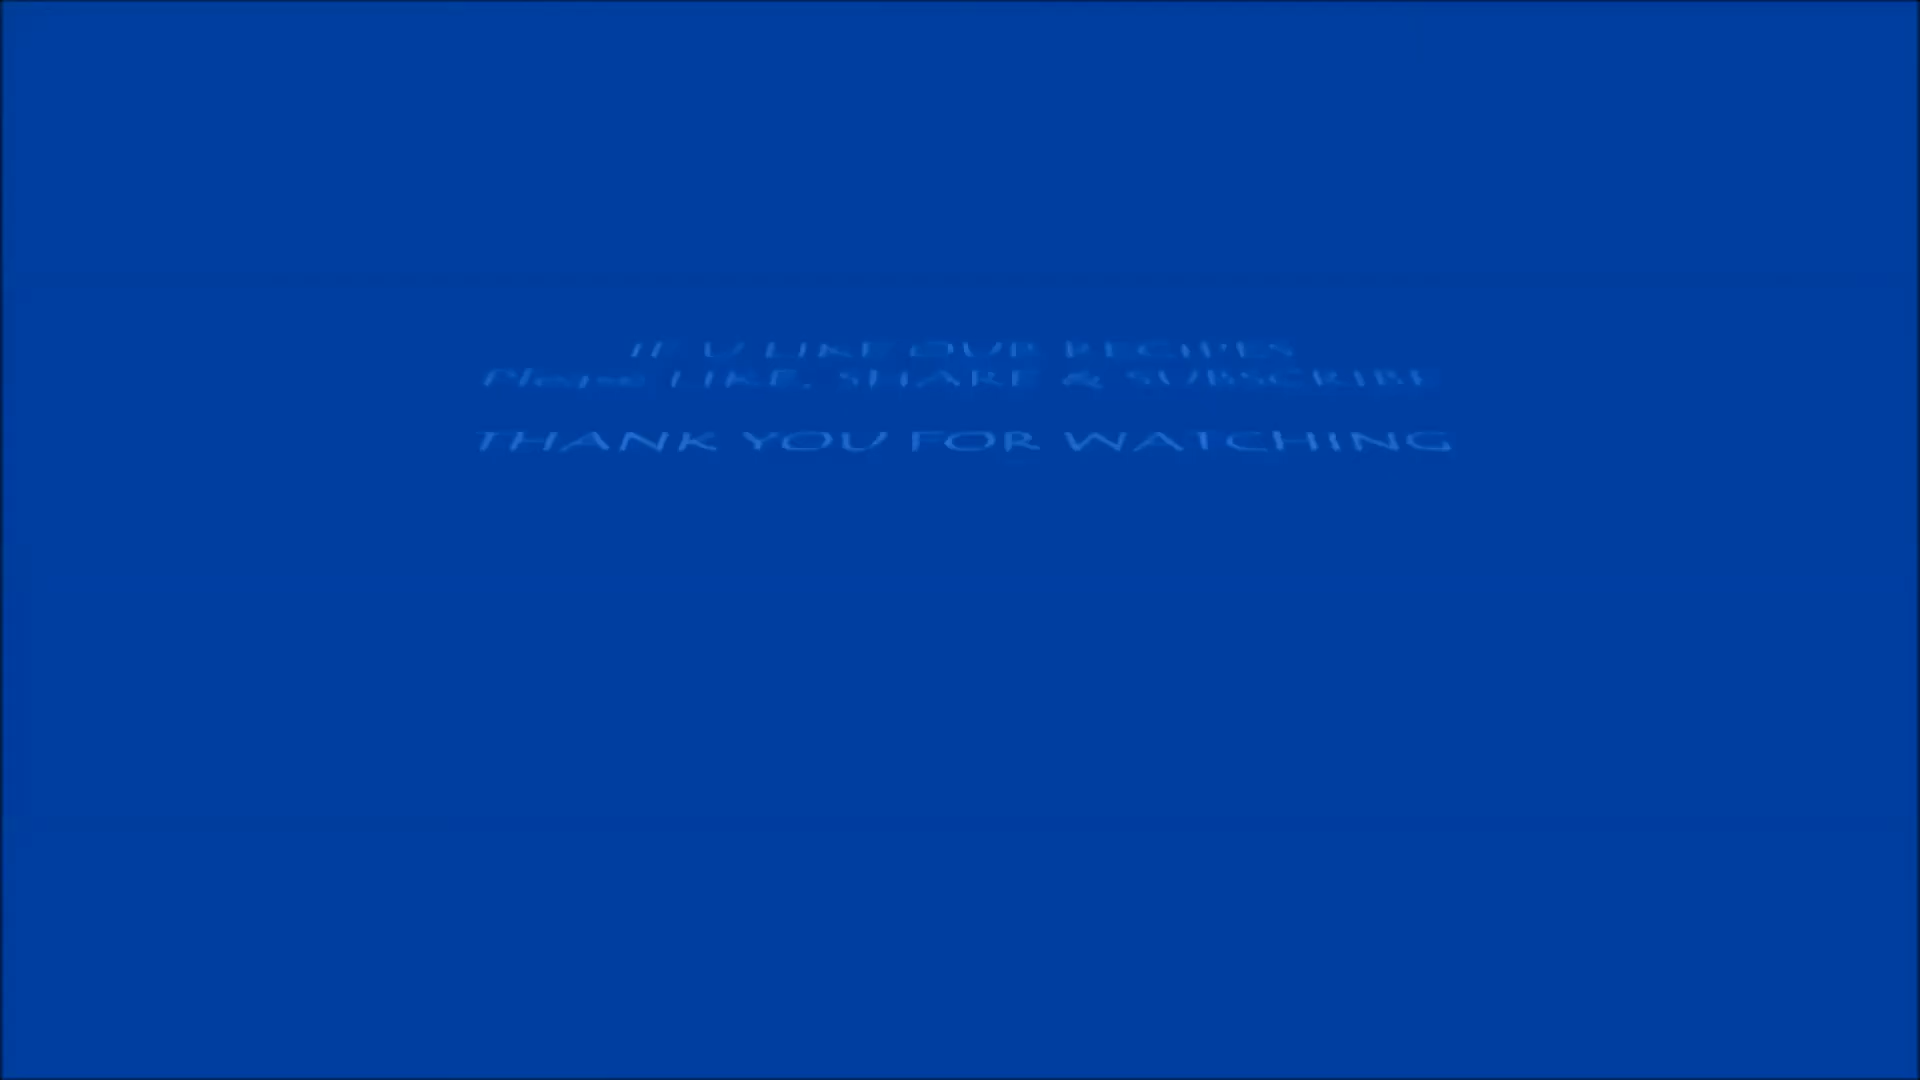 IF U LIKE OUR RECIPES
Please LIKE, SHARE & SUBSCRIBE
THANK YOU FOR WATCHING